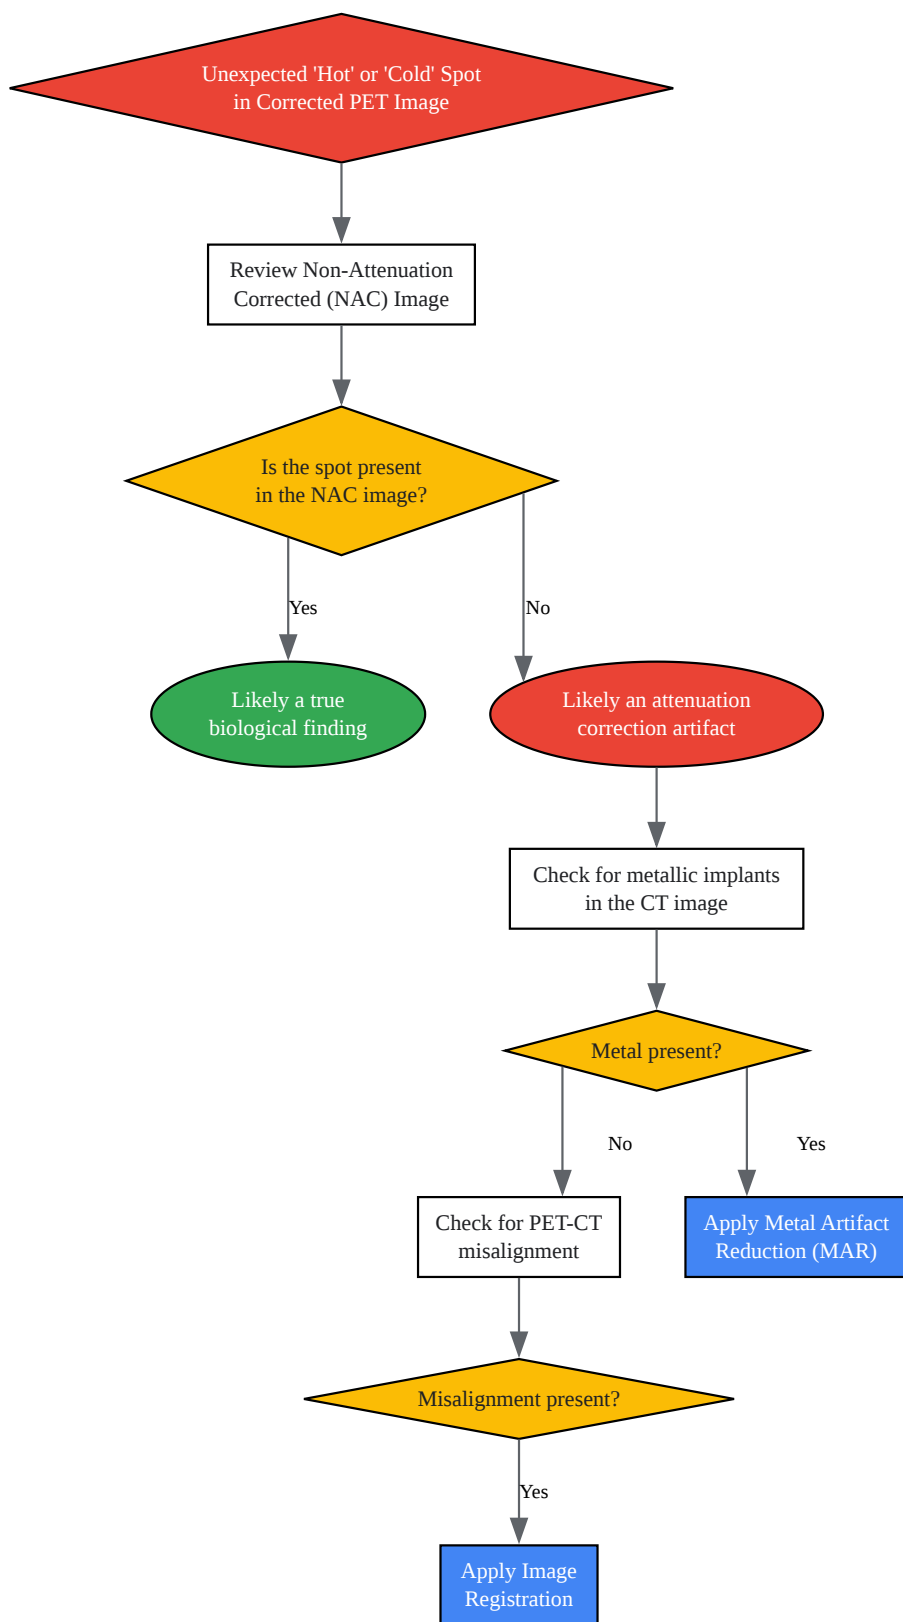 Unexpected 'Hot' or 'Cold' Spot
in Corrected PET Image
Review Non-Attenuation
Corrected (NAC) Image
Is the spot present
in the NAC image?
Yes
No
Likely a true
biological finding
Likely an attenuation
correction artifact
Check for metallic implants
in the CT image
Metal present?
No
Yes
Check for PET-CT
misalignment
Apply Metal Artifact
Reduction (MAR)
Misalignment present?
Yes
Apply Image
Registration